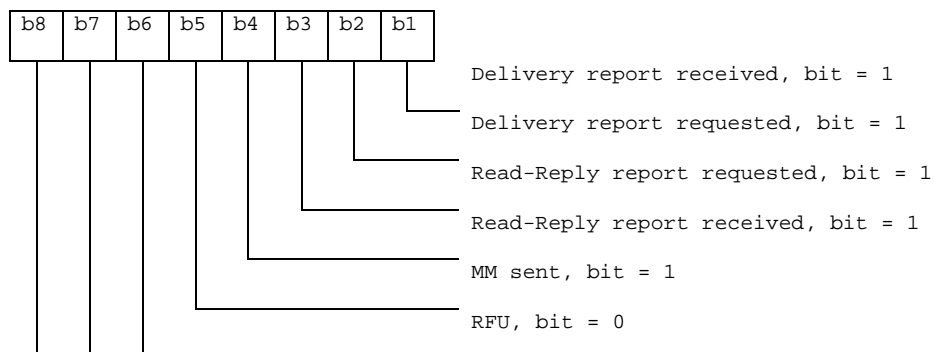 b8 b7 b6 b5 b4 b3 b2 b1
Delivery report received, bit = 1
Delivery report requested, bit = 1
Read-Reply report requested, bit = 1
Read-Reply report received, bit = 1
MM sent, bit = 1
RFU, bit = 0